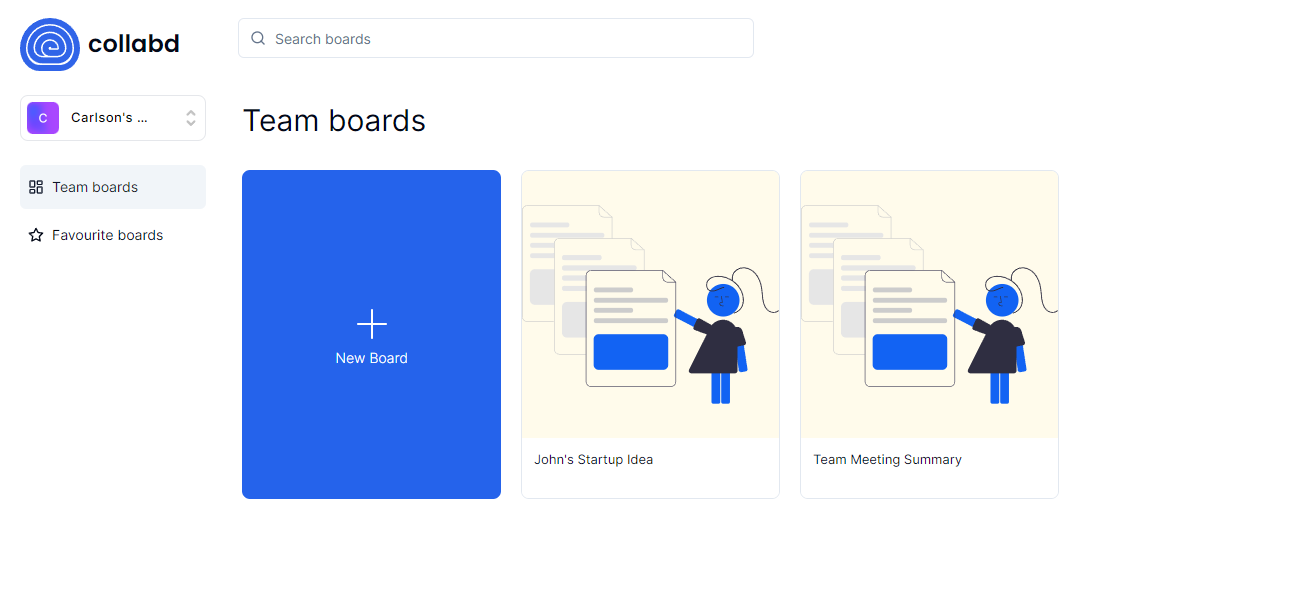 collabd
Search boards
C
Carlson's ...
Team boards
Favourite boards
Team boards
New Board
John's Startup Idea
Team Meeting Summary